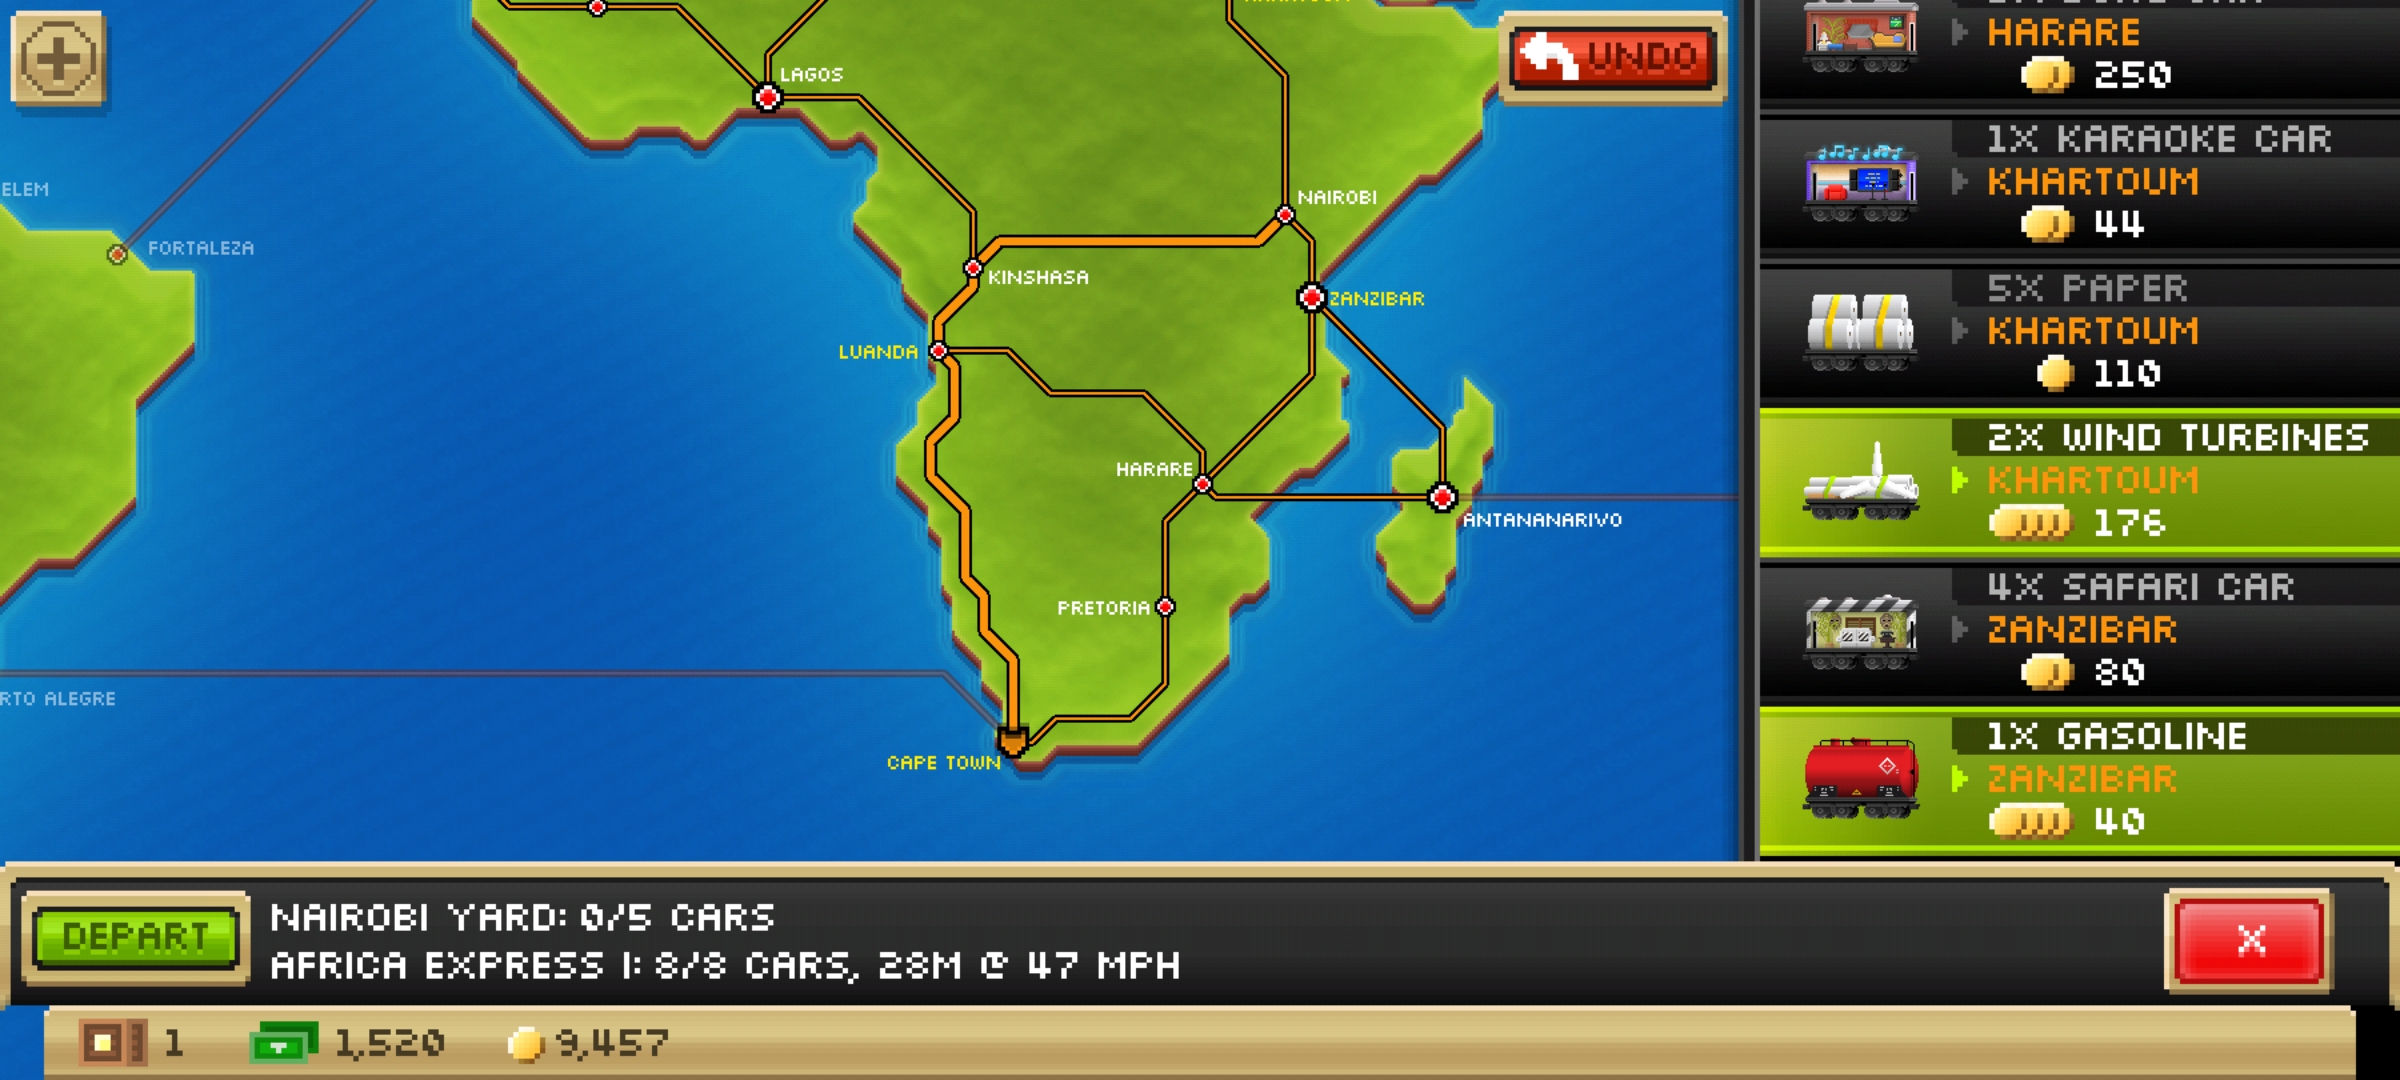 UNDO
LAGOS
ELEM
FORTALEZA
NAIROBI
KINSHASA
ZANZIBAR
LUANDA
HARARE
ANTANANARIVO
PRETORIA
RTO ALEGRE
CAPE TOWN
HARARE
250
1X KARAOKE CAR
KHARTOUM
44
5X PAPER
KHARTOUM
110
2X WIND TURBINES
KHARTOUM
176
4X SAFARI CAR
ZANZIBAR
80
1X GASOLINE
ZANZIBAR
40
DEPART
NAIROBI YARD: 0/5 CARS
AFRICA EXPRESS I: 8/8 CARS, 28M @ 47 MPH
X
1
1,520
9,457